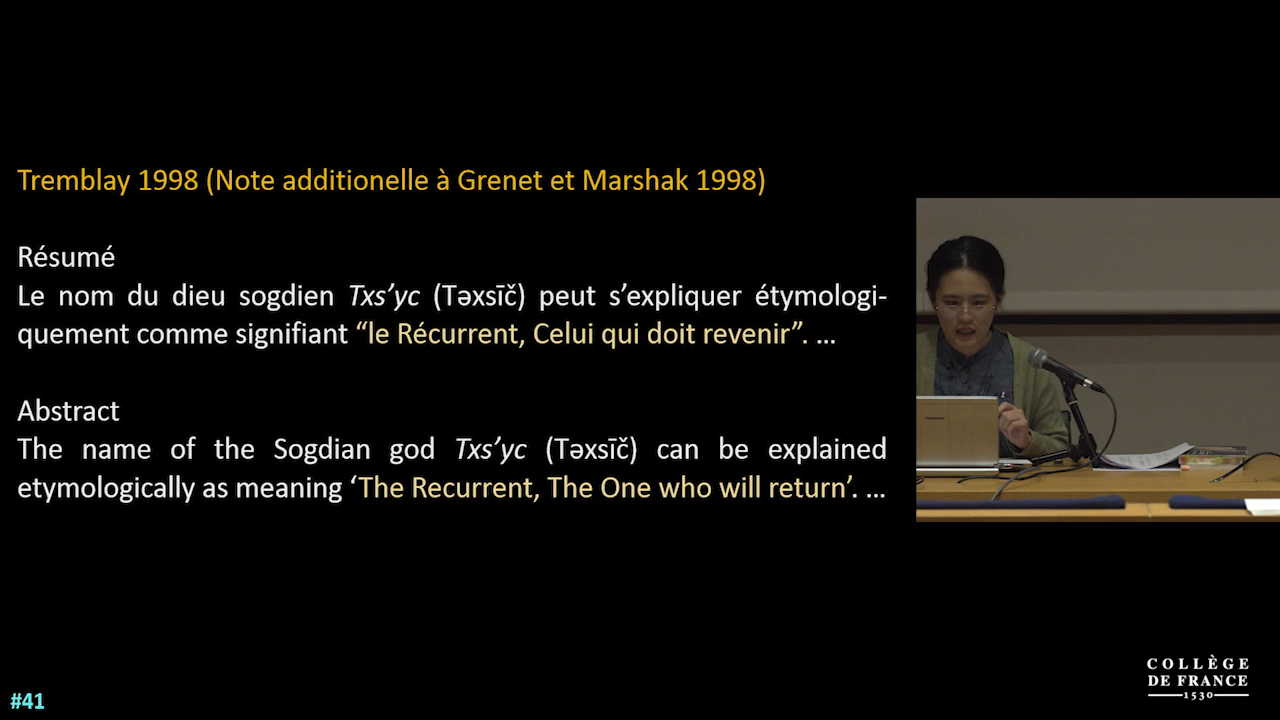 Tremblay 1998 (Note additionelle à Grenet et Marshak 1998)
Résumé
Le nom du dieu sogdien Txs’yc (Təxsīč) peut s’expliquer étymologi-
quement comme signifiant “le Récurrent, Celui qui doit revenir”. ...
Abstract
The name of the Sogdian god Txs’yc (Təxsīč) can be explained
etymologically as meaning ‘The Recurrent, The One who will return’. ...
#41
COLLÈGE
DE FRANCE
1530